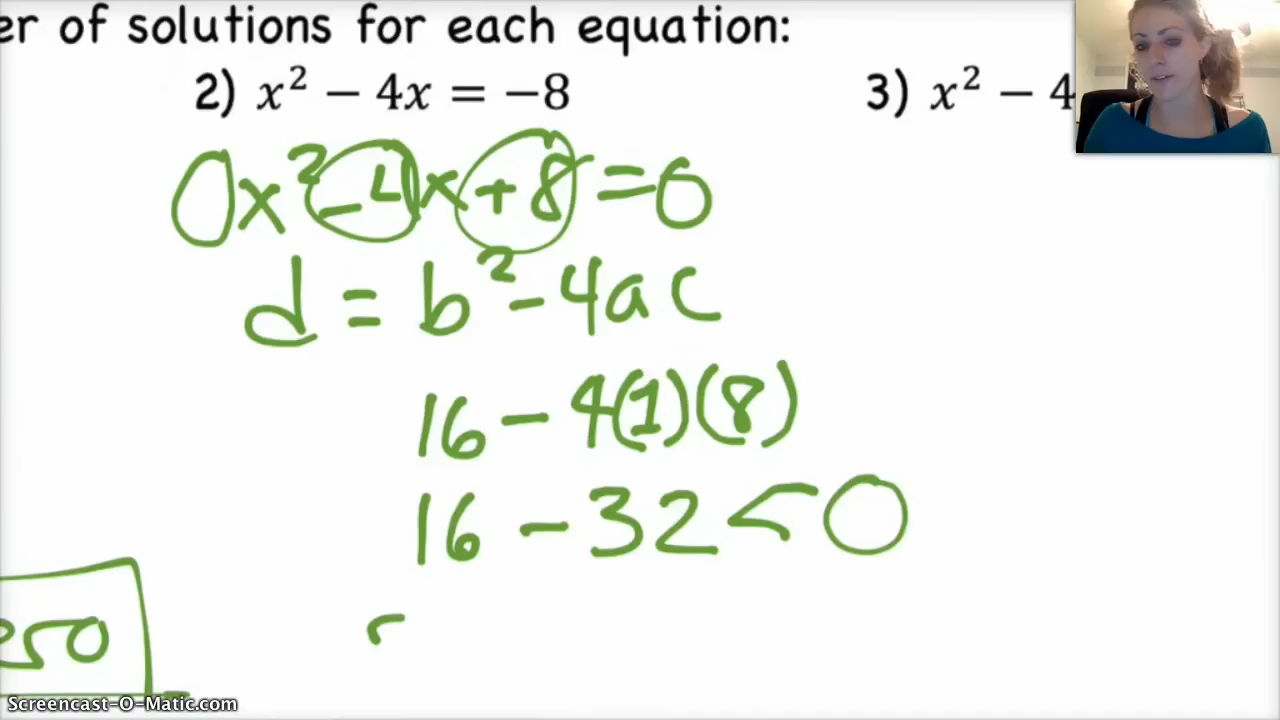 er of solutions for each equation:
2) x² − 4x = −8
3) x² − 4
x² − 4x + 8 = 0
d = b² − 4ac
16 − 4(1)(8)
16 − 32 < 0
250
Screencast-O-Matic.com